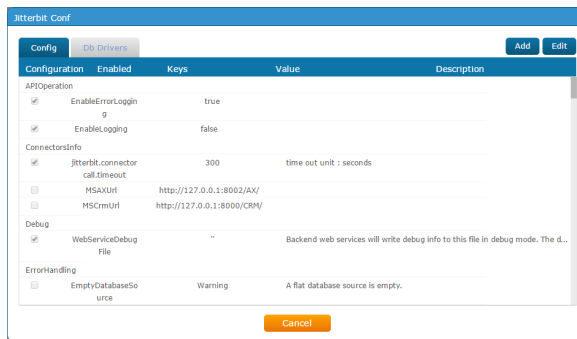 Jitterbit Conf
Config
Db Drivers
Add
Edit
Configuration Enabled Keys Value Description
APIOperation
EnableErrorLoggin true
g
EnableLogging false
ConnectorsInfo
jitterbit.connector 300 time out unit : seconds
call.timeout
MSAXUrl http://127.0.0.1:8002/AX/
MSCrmUrl http://127.0.0.1:8000/CRM/
Debug
WebServiceDebug " Backend web services will write debug info to this file in debug mode. The d...
File
ErrorHandling
EmptyDatabaseSo Warning A flat database source is empty.
urce
Cancel